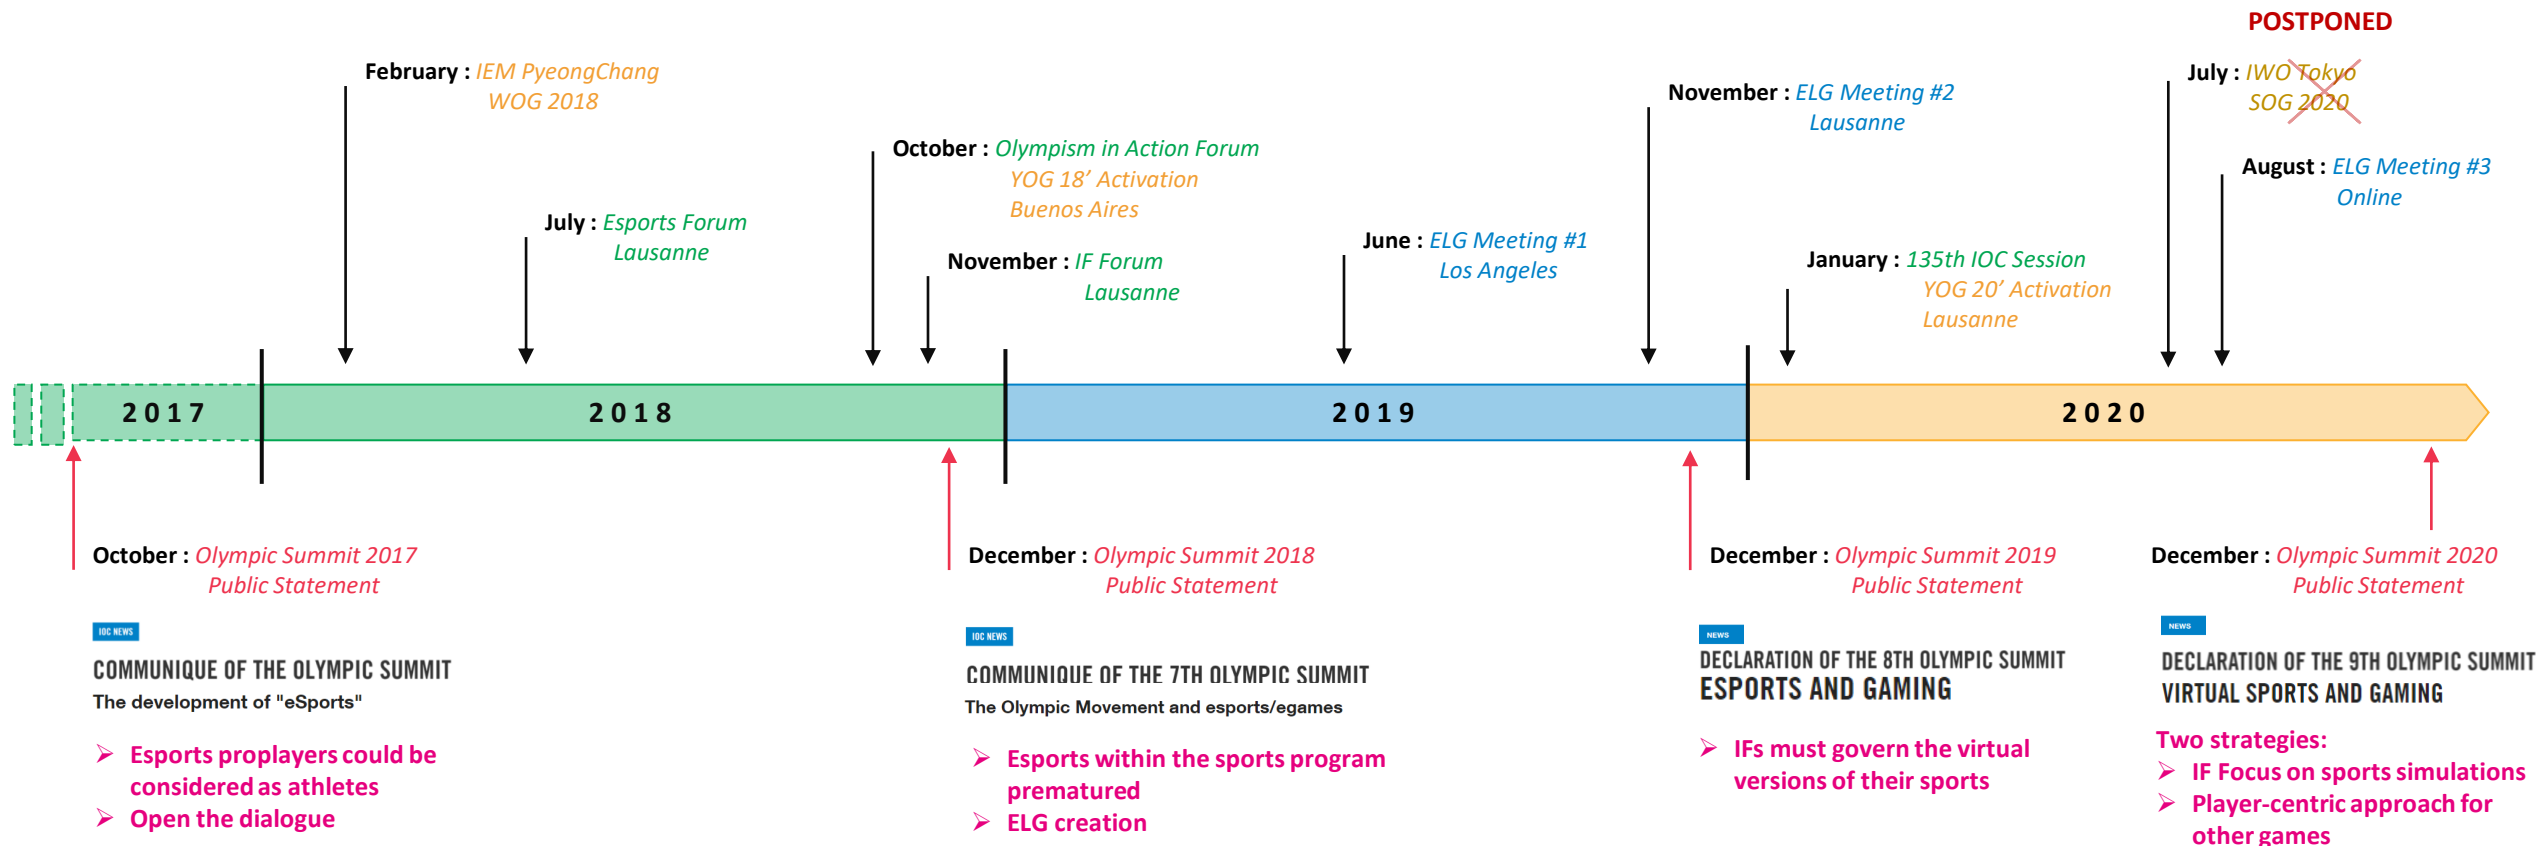 POSTPONED
February : IEM PyeongChang
WOG 2018
July : Esports Forum
Lausanne
October : Olympism in Action Forum
YOG 18’ Activation
Buenos Aires
November : IF Forum
Lausanne
June : ELG Meeting #1
Los Angeles
November : ELG Meeting #2
Lausanne
January : 135th IOC Session
YOG 20’ Activation
Lausanne
July : IWO Tokyo
SOG 2020
August : ELG Meeting #3
Online
2017
2018
2019
2020
October : Olympic Summit 2017
Public Statement
IOC NEWS
COMMUNIQUE OF THE OLYMPIC SUMMIT
The development of "eSports"
➢ Esports proplayers could be
considered as athletes
➢ Open the dialogue
December : Olympic Summit 2018
Public Statement
IOC NEWS
COMMUNIQUE OF THE 7TH OLYMPIC SUMMIT
The Olympic Movement and esports/egames
➢ Esports within the sports program
prematured
➢ ELG creation
December : Olympic Summit 2019
Public Statement
NEWS
DECLARATION OF THE 8TH OLYMPIC SUMMIT
ESPORTS AND GAMING
➢ IFs must govern the virtual
versions of their sports
December : Olympic Summit 2020
Public Statement
NEWS
DECLARATION OF THE 9TH OLYMPIC SUMMIT
VIRTUAL SPORTS AND GAMING
Two strategies:
➢ IF Focus on sports simulations
➢ Player-centric approach for
other games